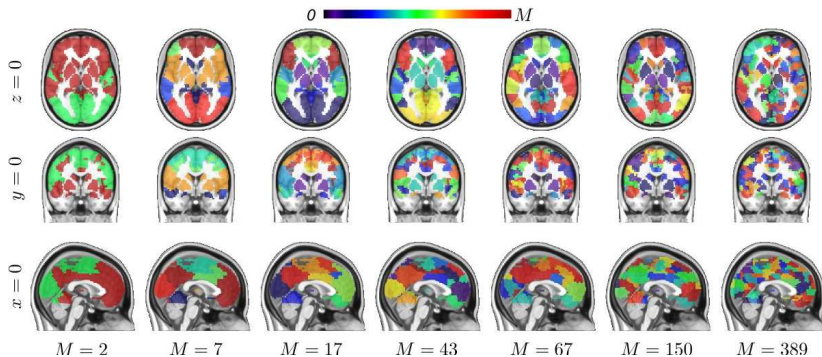 0 M
z = 0
y = 0
x = 0
M = 2 M = 7 M = 17 M = 43 M = 67 M = 150 M = 389